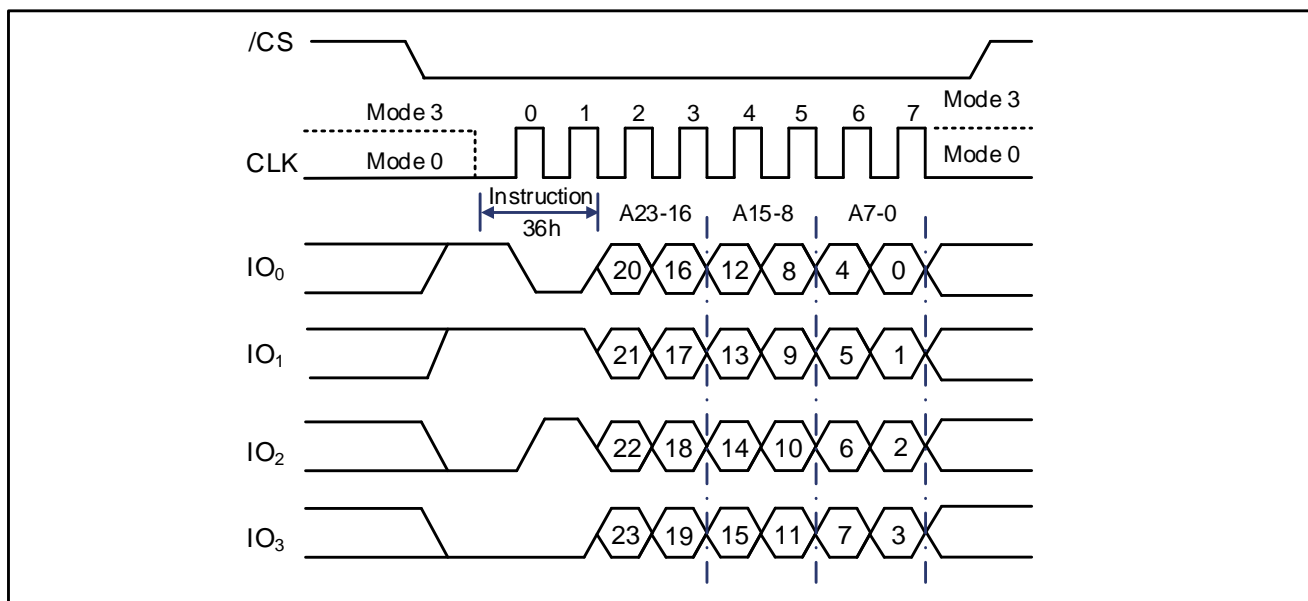 /CS
Mode 3
0 1 2 3 4 5 6 7
Mode 3
CLK
Mode 0
Mode 0
Instruction
36h
A23-16
A15-8
A7-0
IO0
20 16 12 8 4 0
IO1
21 17 13 9 5 1
IO2
22 18 14 10 6 2
IO3
23 19 15 11 7 3